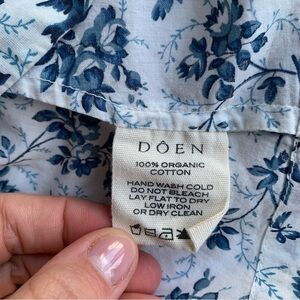 DÔEN
100% ORGANIC
COTTON
HAND WASH COLD
DO NOT BLEACH
LAY FLAT TO DRY
LOW IRON
OR DRY CLEAN